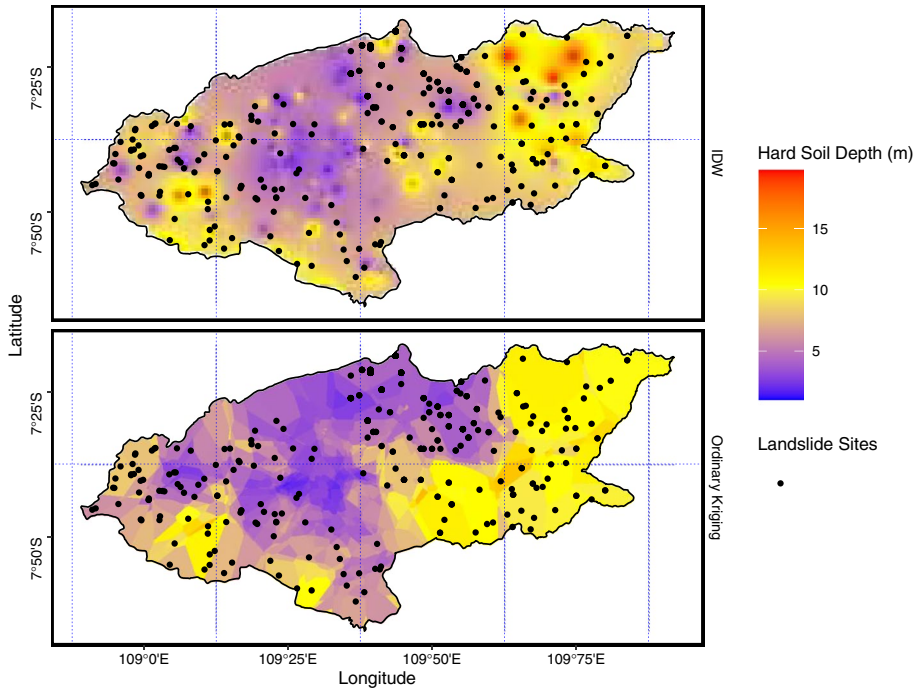 7°25'S
7°50'S
IDW
Latitude
7°25'S
7°50'S
Ordinary Kriging
109°0'E
109°25'E
109°50'E
109°75'E
Longitude
Hard Soil Depth (m)
15
10
5
Landslide Sites